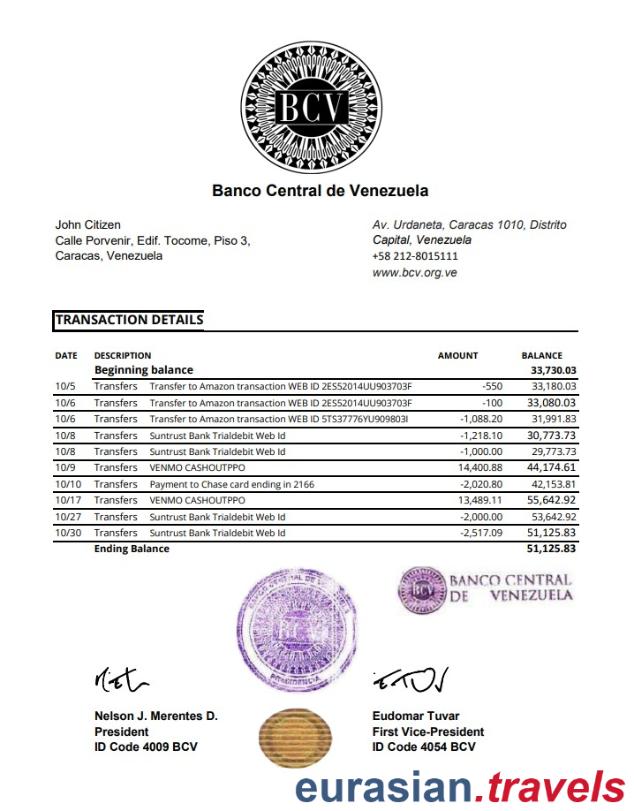 BCV
Banco Central de Venezuela
John Citizen
Calle Porvenir, Edif. Tocome, Piso 3,
Caracas, Venezuela
Av. Urdaneta, Caracas 1010, Distrito
Capital, Venezuela
+58 212-8015111
www.bcv.org.ve
TRANSACTION DETAILS
DATE DESCRIPTION AMOUNT BALANCE
Beginning balance 33,730.03
10/5 Transfers Transfer to Amazon transaction WEB ID 2ES52014UU903703F -550 33,180.03
10/6 Transfers Transfer to Amazon transaction WEB ID 2ES52014UU903703F -100 33,080.03
10/6 Transfers Transfer to Amazon transaction WEB ID 5TS37776YU909803I -1,088.20 31,991.83
10/8 Transfers Suntrust Bank Trialdebit Web Id -1,218.10 30,773.73
10/8 Transfers Suntrust Bank Trialdebit Web Id -1,000.00 29,773.73
10/9 Transfers VENMO CASHOUTPPO 14,400.88 44,174.61
10/10 Transfers Payment to Chase card ending in 2166 -2,020.80 42,153.81
10/17 Transfers VENMO CASHOUTPPO 13,489.11 55,642.92
10/27 Transfers Suntrust Bank Trialdebit Web Id -2,000.00 53,642.92
10/30 Transfers Suntrust Bank Trialdebit Web Id -2,517.09 51,125.83
Ending Balance 51,125.83
PRESIDENCIA
BCV BANCO CENTRAL
DE VENEZUELA
Nelson J. Merentes D.
President
ID Code 4009 BCV
Eudomar Tuvar
First Vice-President
ID Code 4054 BCV
eurasian.travels